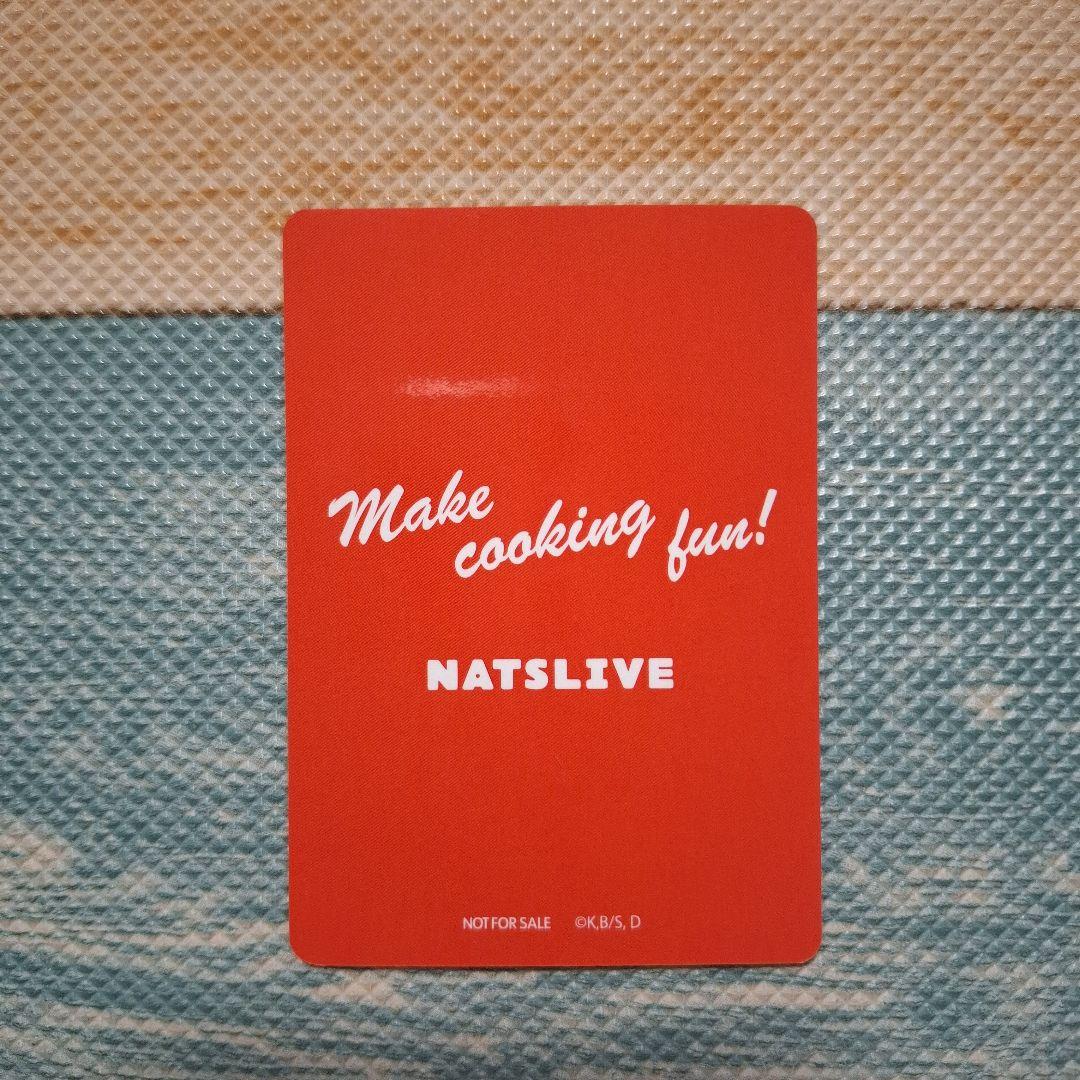 Make cooking fun!
NATSLIVE
NOT FOR SALE ©K,B/S, D